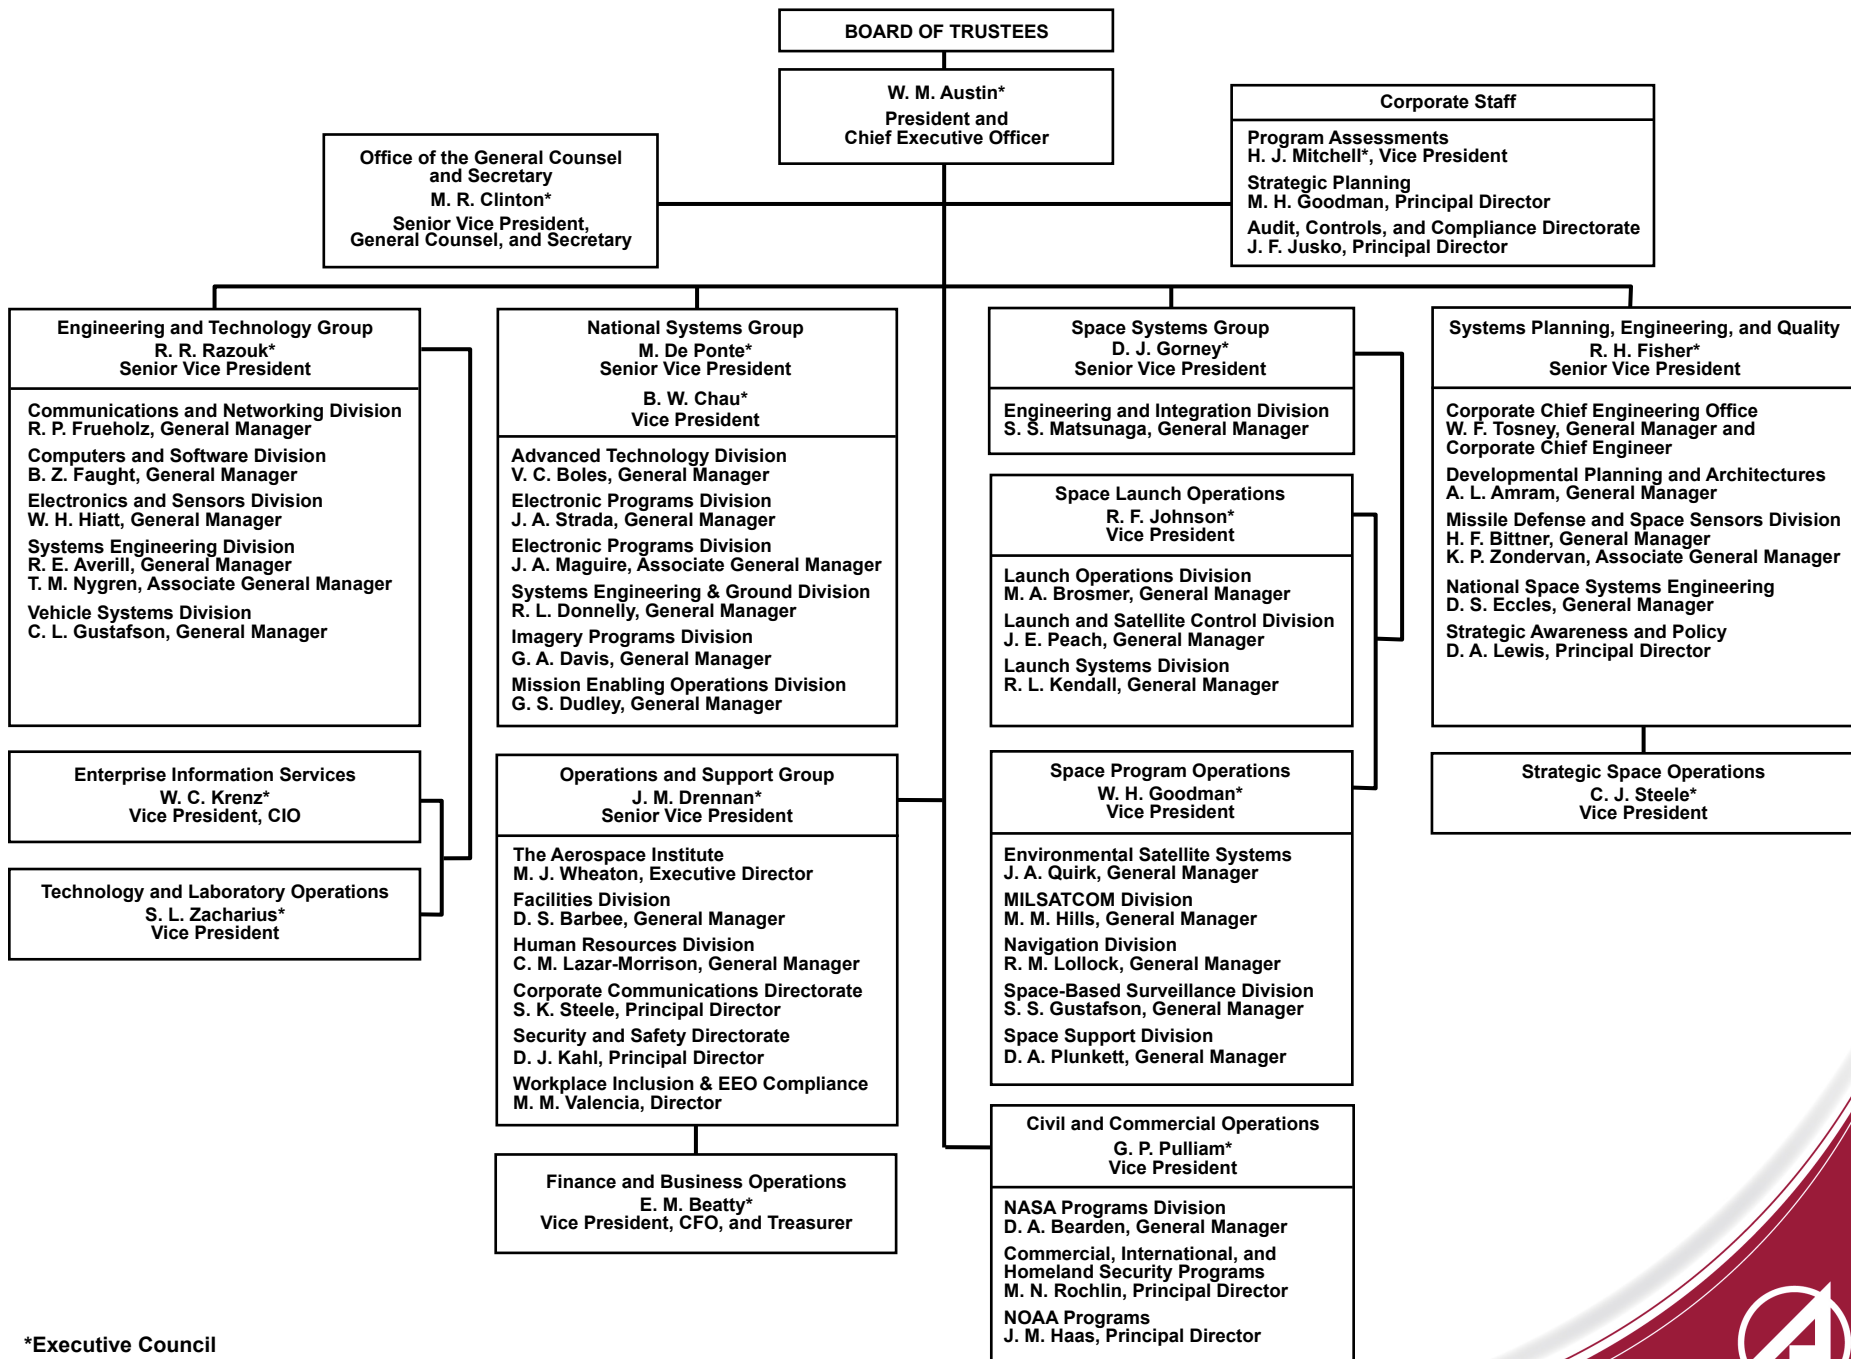 BOARD OF TRUSTEES
W. M. Austin*
President and
Chief Executive Officer
Office of the General Counsel
and Secretary
M. R. Clinton*
Senior Vice President,
General Counsel, and Secretary
Corporate Staff
Program Assessments
H. J. Mitchell*, Vice President
Strategic Planning
M. H. Goodman, Principal Director
Audit, Controls, and Compliance Directorate
J. F. Jusko, Principal Director
Engineering and Technology Group
R. R. Razouk*
Senior Vice President
Communications and Networking Division
R. P. Frueholz, General Manager
Computers and Software Division
B. Z. Faught, General Manager
Electronics and Sensors Division
W. H. Hiatt, General Manager
Systems Engineering Division
R. E. Averill, General Manager
T. M. Nygren, Associate General Manager
Vehicle Systems Division
C. L. Gustafson, General Manager
Enterprise Information Services
W. C. Krenz*
Vice President, CIO
Technology and Laboratory Operations
S. L. Zacharius*
Vice President
National Systems Group
M. De Ponte*
Senior Vice President
B. W. Chau*
Vice President
Advanced Technology Division
V. C. Boles, General Manager
Electronic Programs Division
J. A. Strada, General Manager
Electronic Programs Division
J. A. Maguire, Associate General Manager
Systems Engineering & Ground Division
R. L. Donnelly, General Manager
Imagery Programs Division
G. A. Davis, General Manager
Mission Enabling Operations Division
G. S. Dudley, General Manager
Operations and Support Group
J. M. Drennan*
Senior Vice President
The Aerospace Institute
M. J. Wheaton, Executive Director
Facilities Division
D. S. Barbee, General Manager
Human Resources Division
C. M. Lazar-Morrison, General Manager
Corporate Communications Directorate
S. K. Steele, Principal Director
Security and Safety Directorate
D. J. Kahl, Principal Director
Workplace Inclusion & EEO Compliance
M. M. Valencia, Director
Finance and Business Operations
E. M. Beatty*
Vice President, CFO, and Treasurer
Space Systems Group
D. J. Gorney*
Senior Vice President
Engineering and Integration Division
S. S. Matsunaga, General Manager
Space Launch Operations
R. F. Johnson*
Vice President
Launch Operations Division
M. A. Brosmer, General Manager
Launch and Satellite Control Division
J. E. Peach, General Manager
Launch Systems Division
R. L. Kendall, General Manager
Space Program Operations
W. H. Goodman*
Vice President
Environmental Satellite Systems
J. A. Quirk, General Manager
MILSATCOM Division
M. M. Hills, General Manager
Navigation Division
R. M. Lollock, General Manager
Space-Based Surveillance Division
S. S. Gustafson, General Manager
Space Support Division
D. A. Plunkett, General Manager
Civil and Commercial Operations
G. P. Pulliam*
Vice President
NASA Programs Division
D. A. Bearden, General Manager
Commercial, International, and
Homeland Security Programs
M. N. Rochlin, Principal Director
NOAA Programs
J. M. Haas, Principal Director
Systems Planning, Engineering, and Quality
R. H. Fisher*
Senior Vice President
Corporate Chief Engineering Office
W. F. Tosney, General Manager and
Corporate Chief Engineer
Developmental Planning and Architectures
A. L. Amram, General Manager
Missile Defense and Space Sensors Division
H. F. Bittner, General Manager
K. P. Zondervan, Associate General Manager
National Space Systems Engineering
D. S. Eccles, General Manager
Strategic Awareness and Policy
D. A. Lewis, Principal Director
Strategic Space Operations
C. J. Steele*
Vice President
*Executive Council